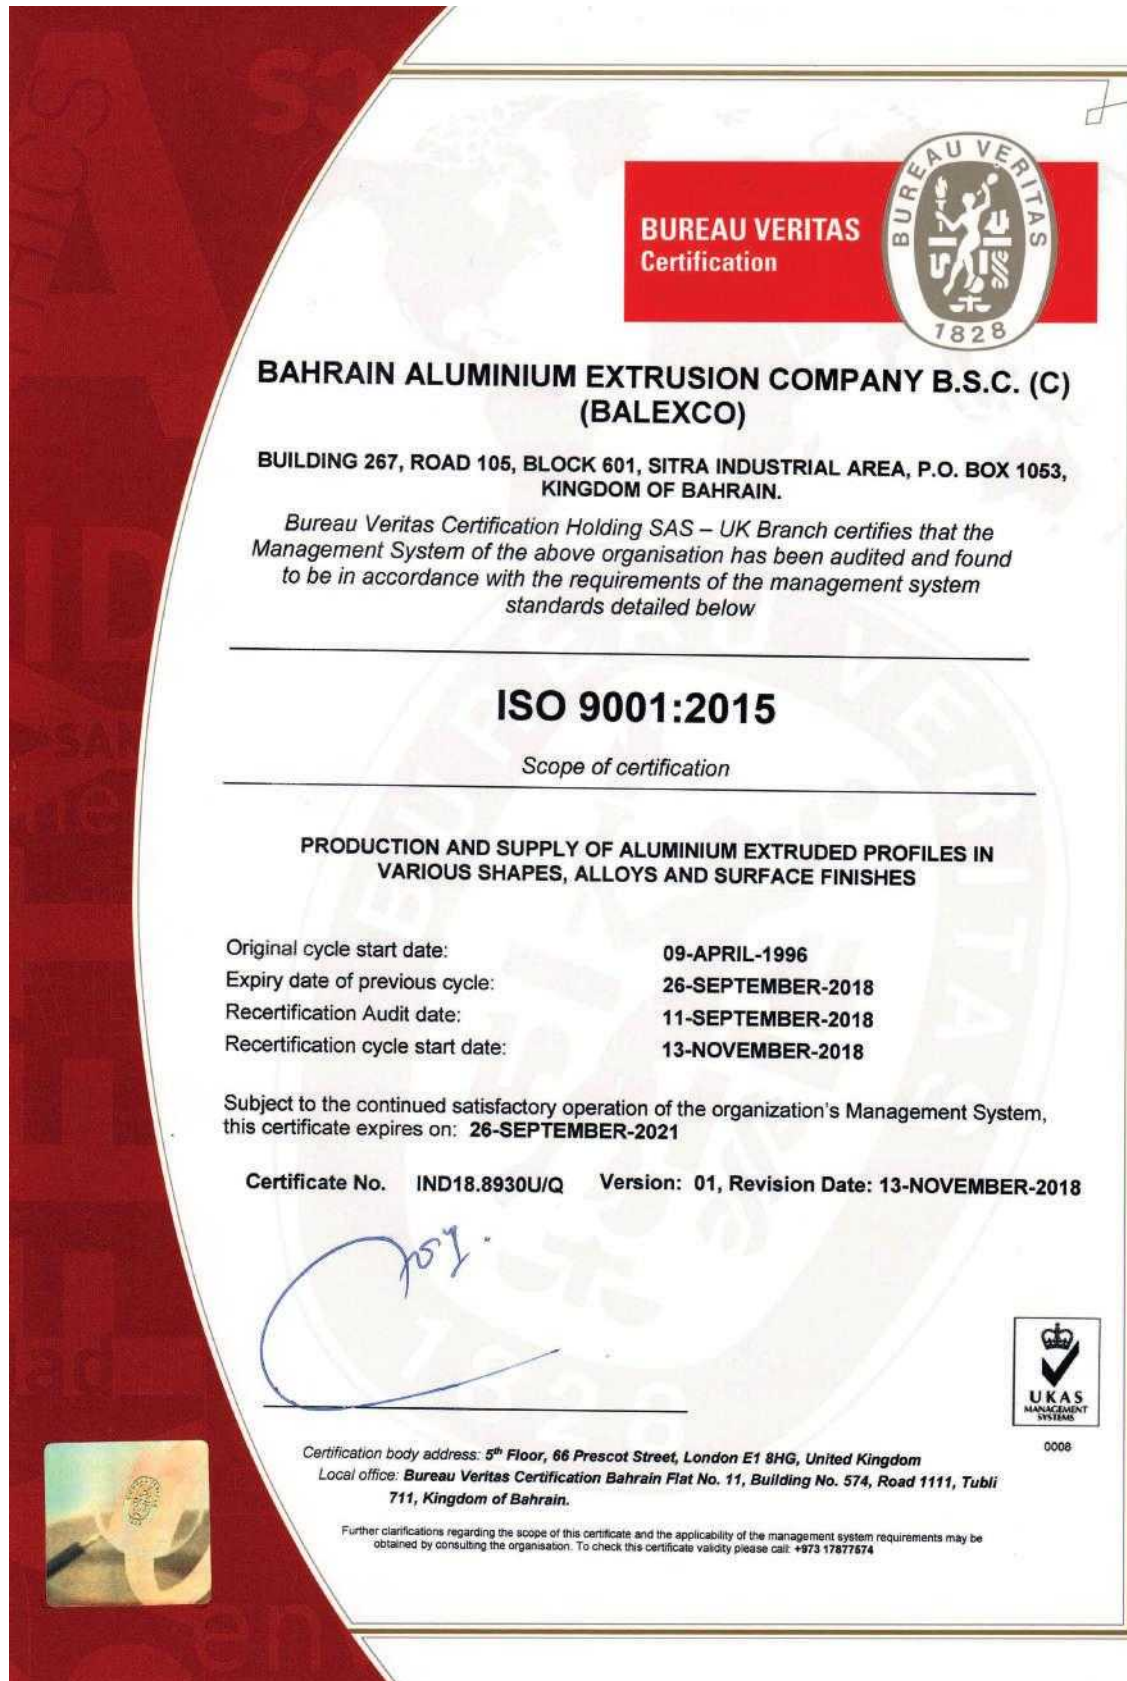 BUREAU VERITAS
Certification
BUREAU VERITAS
1828
BAHRAIN ALUMINIUM EXTRUSION COMPANY B.S.C. (C)
(BALEXCO)
BUILDING 267, ROAD 105, BLOCK 601, SITRA INDUSTRIAL AREA, P.O. BOX 1053,
KINGDOM OF BAHRAIN.
Bureau Veritas Certification Holding SAS – UK Branch certifies that the
Management System of the above organisation has been audited and found
to be in accordance with the requirements of the management system
standards detailed below
ISO 9001:2015
Scope of certification
PRODUCTION AND SUPPLY OF ALUMINIUM EXTRUDED PROFILES IN
VARIOUS SHAPES, ALLOYS AND SURFACE FINISHES
Original cycle start date: 09-APRIL-1996
Expiry date of previous cycle: 26-SEPTEMBER-2018
Recertification Audit date: 11-SEPTEMBER-2018
Recertification cycle start date: 13-NOVEMBER-2018
Subject to the continued satisfactory operation of the organization's Management System,
this certificate expires on: 26-SEPTEMBER-2021
Certificate No. IND18.8930U/Q Version: 01, Revision Date: 13-NOVEMBER-2018
UKAS
MANAGEMENT
SYSTEMS
0008
Certification body address: 5th Floor, 66 Prescot Street, London E1 8HG, United Kingdom
Local office: Bureau Veritas Certification Bahrain Flat No. 11, Building No. 574, Road 1111, Tubli
711, Kingdom of Bahrain.
Further clarifications regarding the scope of this certificate and the applicability of the management system requirements may be
obtained by consulting the organisation. To check this certificate validity please call: +973 17877574